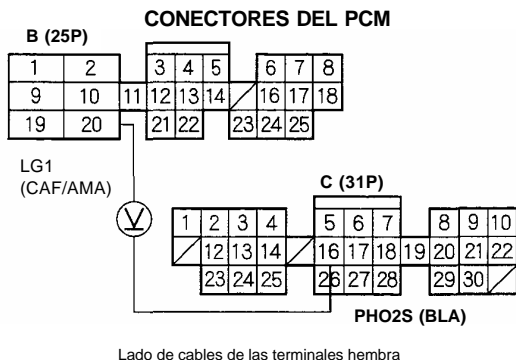 CONECTORES DEL PCM
B (25P)
1 2 3 4 5 6 7 8
9 10 11 12 13 14 16 17 18
19 20 21 22 23 24 25
LG1
(CAF/AMA)
V
C (31P)
1 2 3 4 5 6 7 8 9 10
12 13 14 16 17 18 19 20 21 22
23 24 25 26 27 28 29 30
PHO2S (BLA)
Lado de cables de las terminales hembra